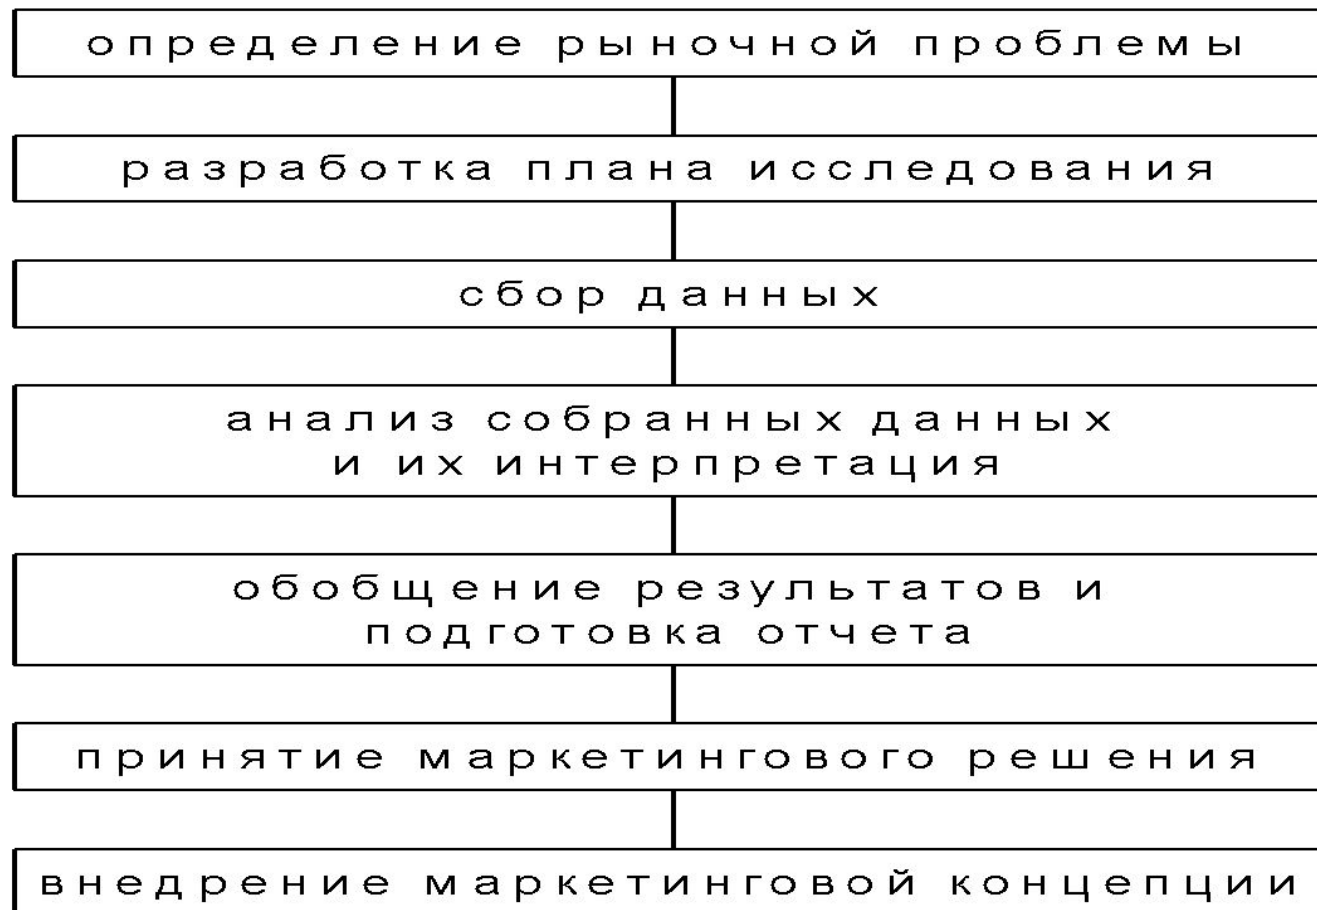 определение рыночной проблемы
разработка плана исследования
сбор данных
анализ собранных данных
и их интерпретация
обобщение результатов и
подготовка отчета
принятие маркетингового решения
внедрение маркетинговой концепции